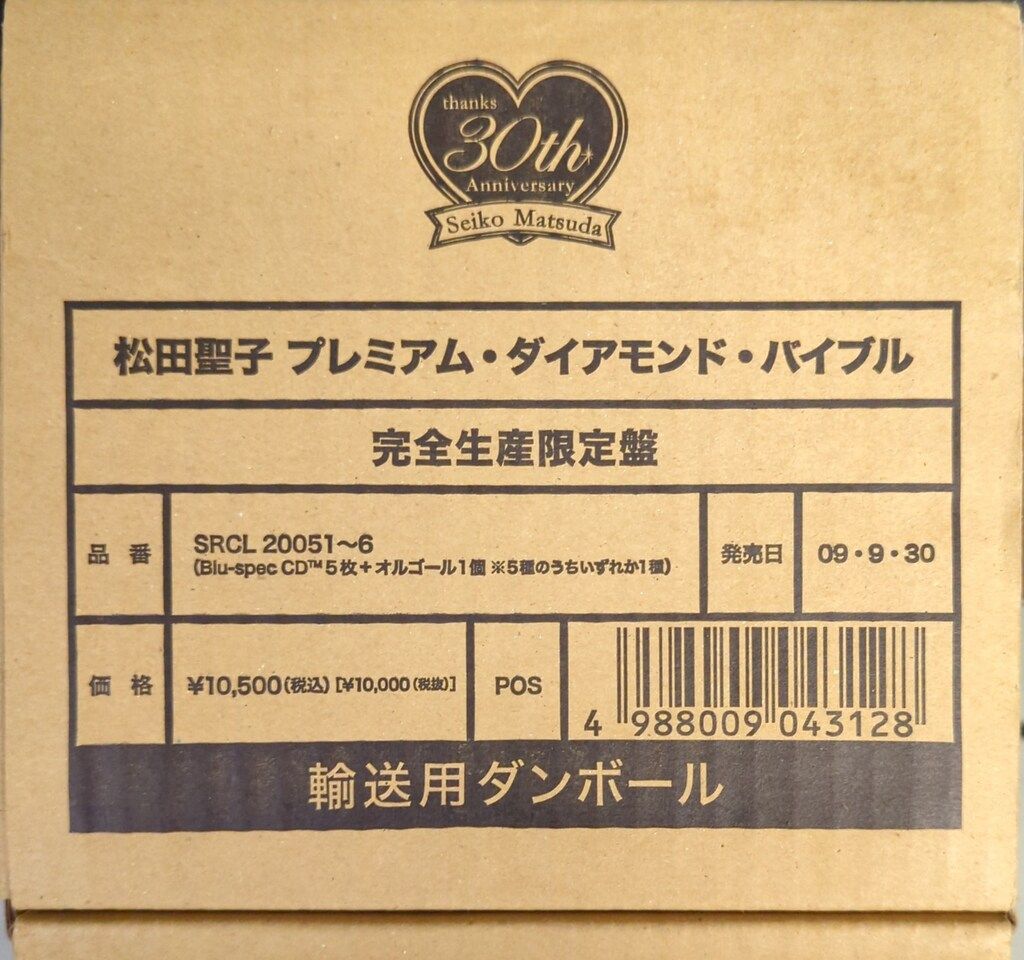 thanks
30th
Anniversary
Seiko Matsuda
松田聖子 プレミアム・ダイアモンド・バイブル
完全生産限定盤
品番
SRCL 20051〜6
(Blu-spec CD™ 5枚+オルゴール1個 ※5種のうちいずれか1種)
発売日
09・9・30
価格
¥10,500(税込) [¥10,000(税抜)]
POS
4 988009 043128
輸送用ダンボール